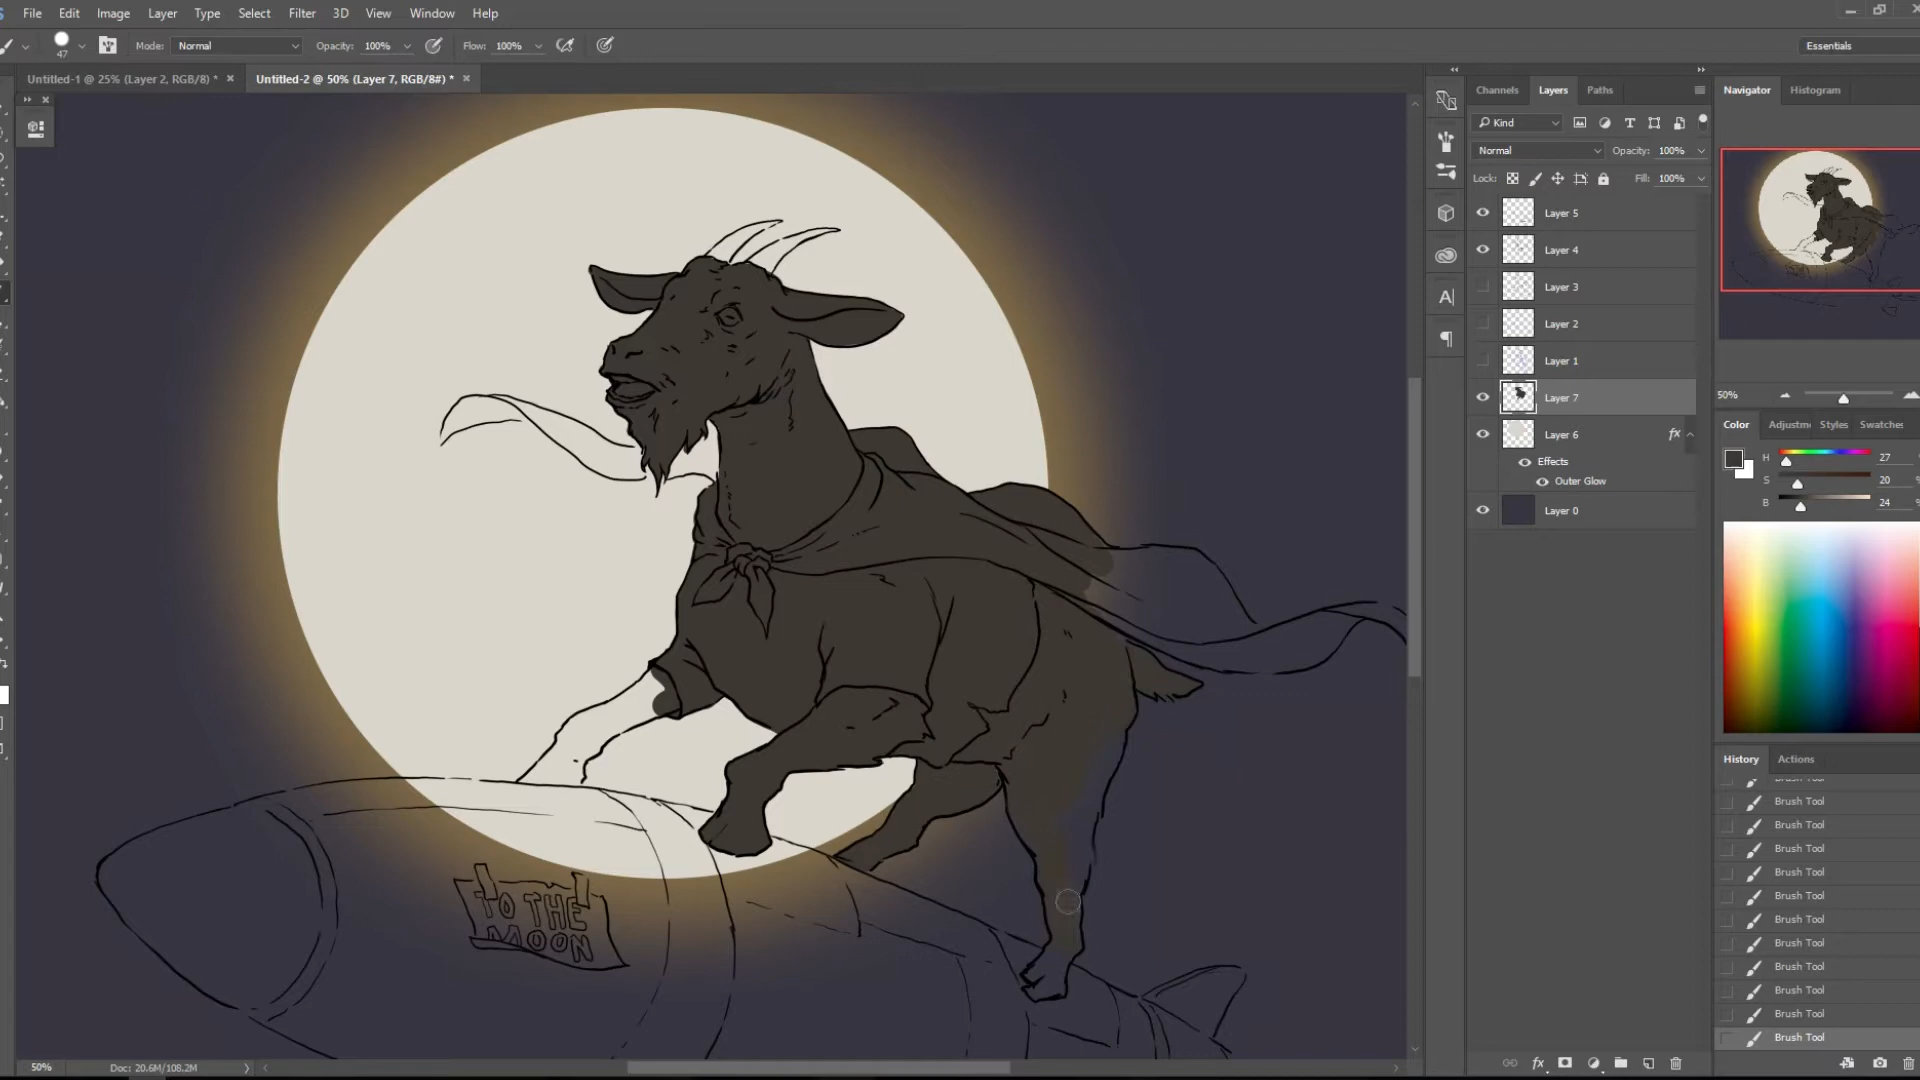 File Edit Image Layer Type Select Filter 3D View Window Help
47 Mode: Normal Opacity: 100% Flow: 100% Essentials
Untitled-1 @ 25% (Layer 2, RGB/8) * Untitled-2 @ 50% (Layer 7, RGB/8#) *
Channels Layers Paths
Kind
Normal Opacity: 100%
Lock: Fill: 100%
Layer 5
Layer 4
Layer 3
Layer 2
Layer 1
Layer 7
Layer 6 fx
Effects
Outer Glow
Layer 0
Navigator Histogram
50%
Color Adjustm Styles Swatches
H 27
S 20 %
B 24 %
History Actions
Brush Tool
Brush Tool
Brush Tool
Brush Tool
Brush Tool
Brush Tool
Brush Tool
Brush Tool
Brush Tool
Brush Tool
Brush Tool
TO THE
MOON
50% Doc: 20.6M/108.2M